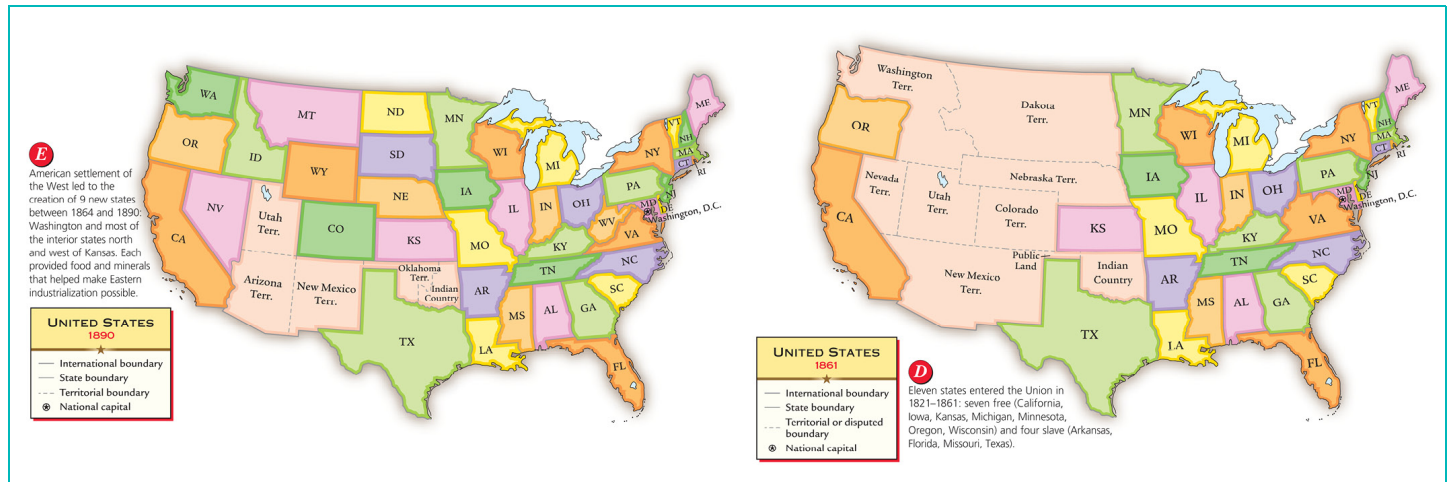 E
American settlement of
the West led to the
creation of 9 new states
between 1864 and 1890:
Washington and most of
the interior states north
and west of Kansas. Each
provided food and minerals
that helped make Eastern
industrialization possible.
UNITED STATES
1890
International boundary
State boundary
Territorial boundary
National capital
WA
MT
ND
MN
OR
ID
WY
SD
WI
MI
NY
ME
NH
MA
CT
RI
NV
Utah
Terr.
CO
NE
IA
IL
IN
OH
PA
NJ
DE
MD
Washington, D.C.
CA
KS
MO
KY
WV
VA
Arizona
Terr.
New Mexico
Terr.
Oklahoma
Terr.
Indian
Country
AR
TN
NC
SC
TX
LA
MS
AL
GA
FL
Washington
Terr.
Dakota
Terr.
MN
OR
WI
MI
NY
VT
NH
ME
MA
CT
RI
Nevada
Terr.
Utah
Terr.
Nebraska Terr.
Colorado
Terr.
IA
IL
IN
OH
PA
NJ
DE
MD
Washington, D.C.
CA
KS
MO
KY
VA
New Mexico
Terr.
Public
Land
Indian
Country
AR
TN
NC
SC
TX
LA
MS
AL
GA
FL
UNITED STATES
1861
International boundary
State boundary
Territorial or disputed
boundary
National capital
D
Eleven states entered the Union in
1821–1861: seven free (California,
Iowa, Kansas, Michigan, Minnesota,
Oregon, Wisconsin) and four slave (Arkansas,
Florida, Missouri, Texas).